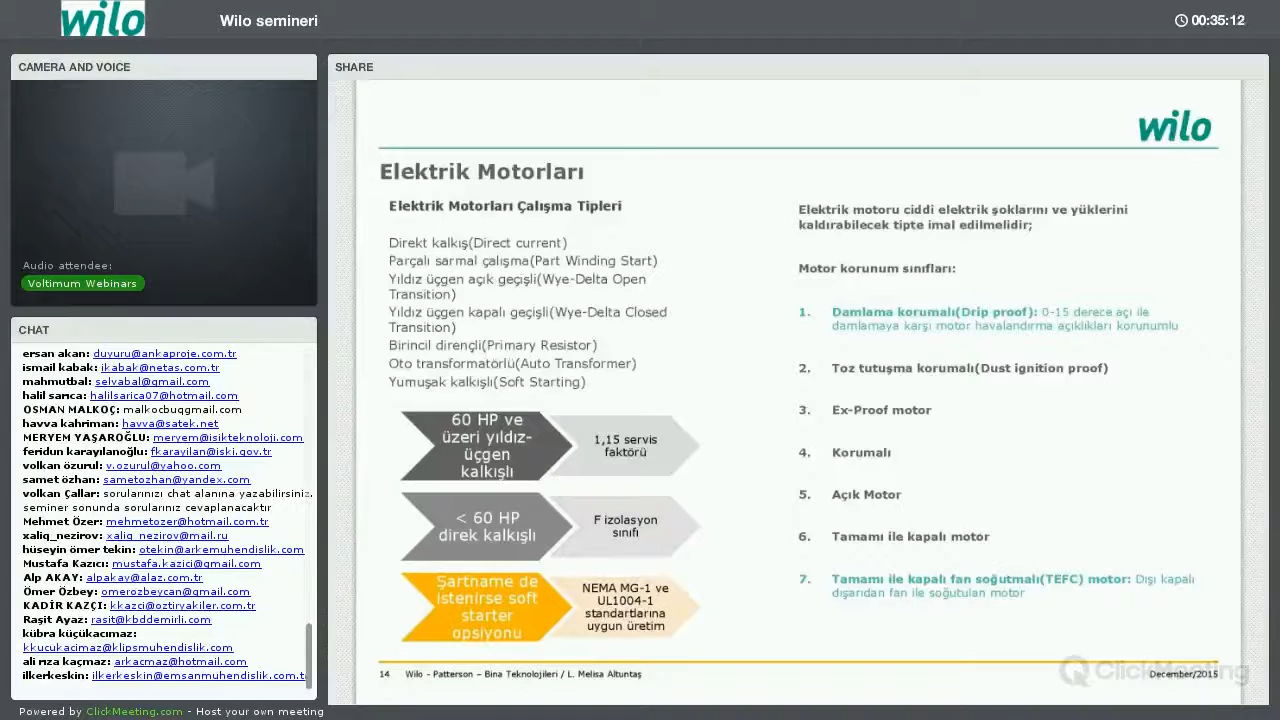 wilo
Wilo semineri
00:35:12
CAMERA AND VOICE
Audio attendee:
Voltimum Webinars
CHAT
ersan akan: duyuru@ankaproje.com.tr
ismail kabak: ikabak@netas.com.tr
mahmutbal: selvabal@gmail.com
halil sarıca: halilsarica07@hotmail.com
OSMAN MALKOÇ: malkocbuqgmail.com
havva kahriman: havva@satek.net
MERYEM YAŞAROĞLU: meryem@isikteknoloji.com
feridun karayılanoğlu: fkarayilan@iski.gov.tr
volkan özurul: v.ozurul@yahoo.com
samet özhan: sametozhan@yandex.com
volkan Çallar: sorularınızı chat alanına yazabilirsiniz.
seminer sonunda sorularınız cevaplanacaktır
Mehmet Özer: mehmetozer@hotmail.com.tr
xaliq_nezirov: xaliq_nezirov@mail.ru
hüseyin ömer tekin: otekin@arkemuhendislik.com
Mustafa Kazıcı: mustafa.kazici@gmail.com
Alp AKAY: alpakay@alaz.com.tr
Ömer Özbey: omerozbeycan@gmail.com
KADİR KAZÇI: kkazci@oztiryakiler.com.tr
Raşit Ayaz: rasit@kbddemirli.com
kübra küçükacımaz:
kkucukacimaz@klipsmuhendislik.com
ali rıza kaçmaz: arkacmaz@hotmail.com
ilkerkeskin: ilkerkeskin@emsanmuhendislik.com.t
Powered by ClickMeeting.com - Host your own meeting
SHARE
wilo
Elektrik Motorları
Elektrik Motorları Çalışma Tipleri
Direkt kalkış(Direct current)
Parçalı sarmal çalışma(Part Winding Start)
Yıldız üçgen açık geçişli(Wye-Delta Open
Transition)
Yıldız üçgen kapalı geçişli(Wye-Delta Closed
Transition)
Birincil dirençli(Primary Resistor)
Oto transformatörlü(Auto Transformer)
Yumuşak kalkışlı(Soft Starting)
60 HP ve
üzeri yıldız-
üçgen
kalkışlı
1,15 servis
faktörü
< 60 HP
direk kalkışlı
F izolasyon
sınıfı
Şartname de
istenirse soft
starter
opsiyonu
NEMA MG-1 ve
UL1004-1
standartlarına
uygun üretim
Elektrik motoru ciddi elektrik şoklarını ve yüklerini
kaldırabilecek tipte imal edilmelidir;
Motor korunum sınıfları:
1. Damlama korumalı(Drip proof): 0-15 derece açı ile
damlamaya karşı motor havalandırma açıklıkları korunumlu
2. Toz tutuşma korumalı(Dust ignition proof)
3. Ex-Proof motor
4. Korumalı
5. Açık Motor
6. Tamamı ile kapalı motor
7. Tamamı ile kapalı fan soğutmalı(TEFC) motor: Dışı kapalı
dışarıdan fan ile soğutulan motor
14 Wilo - Patterson – Bina Teknolojileri / L. Melisa Altuntaş
December/2015
ClickMeeting